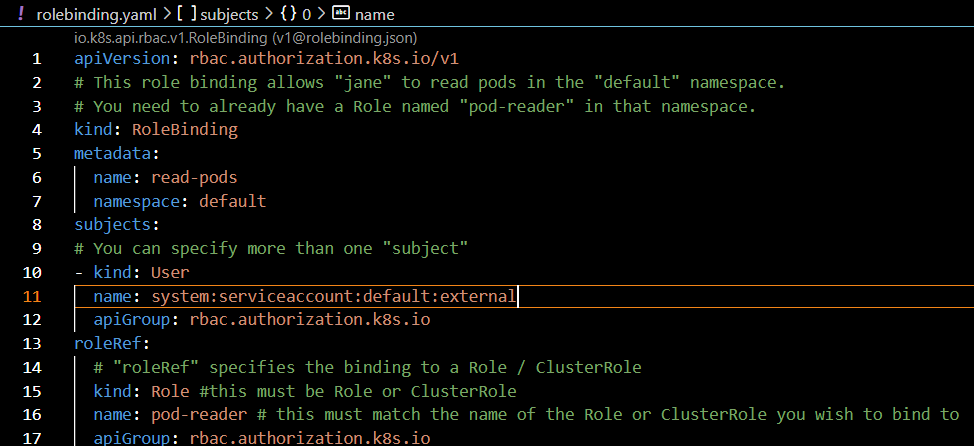 ! rolebinding.yaml > [ ] subjects > {} 0 > abc name
io.k8s.api.rbac.v1.RoleBinding (v1@rolebinding.json)
1 apiVersion: rbac.authorization.k8s.io/v1
2 # This role binding allows "jane" to read pods in the "default" namespace.
3 # You need to already have a Role named "pod-reader" in that namespace.
4 kind: RoleBinding
5 metadata:
6   name: read-pods
7   namespace: default
8 subjects:
9 # You can specify more than one "subject"
10 - kind: User
11   name: system:serviceaccount:default:external
12   apiGroup: rbac.authorization.k8s.io
13 roleRef:
14   # "roleRef" specifies the binding to a Role / ClusterRole
15   kind: Role #this must be Role or ClusterRole
16   name: pod-reader # this must match the name of the Role or ClusterRole you wish to bind to
17   apiGroup: rbac.authorization.k8s.io